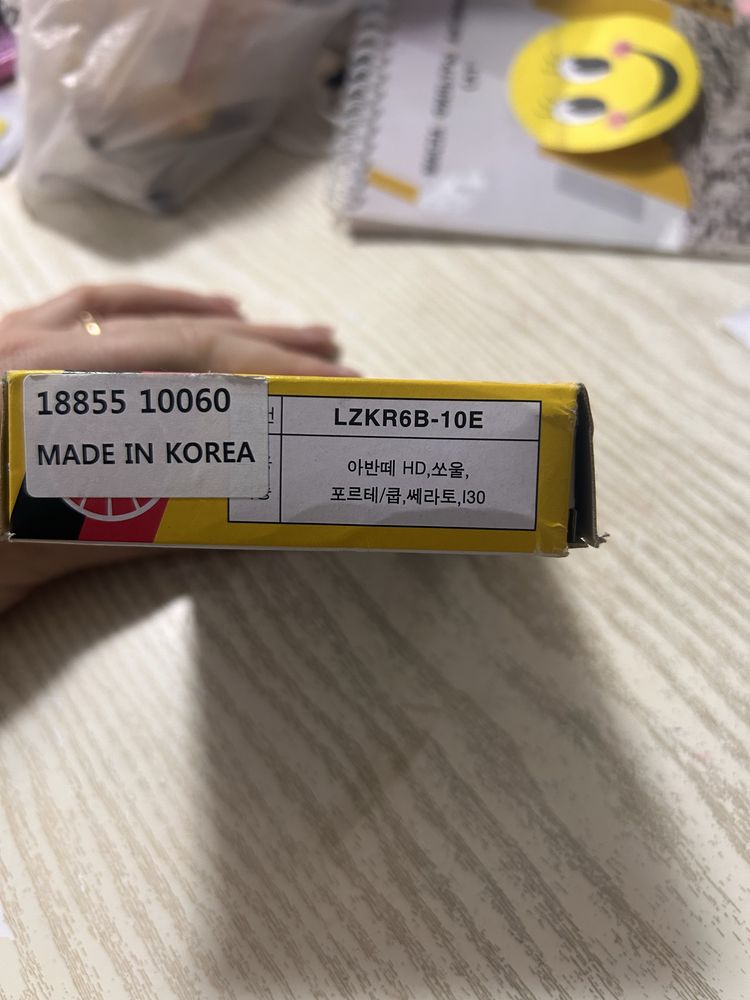 18855 10060
MADE IN KOREA
LZKR6B-10E
아반떼 HD,쏘울,
포르테/쿱,쎄라토,I30